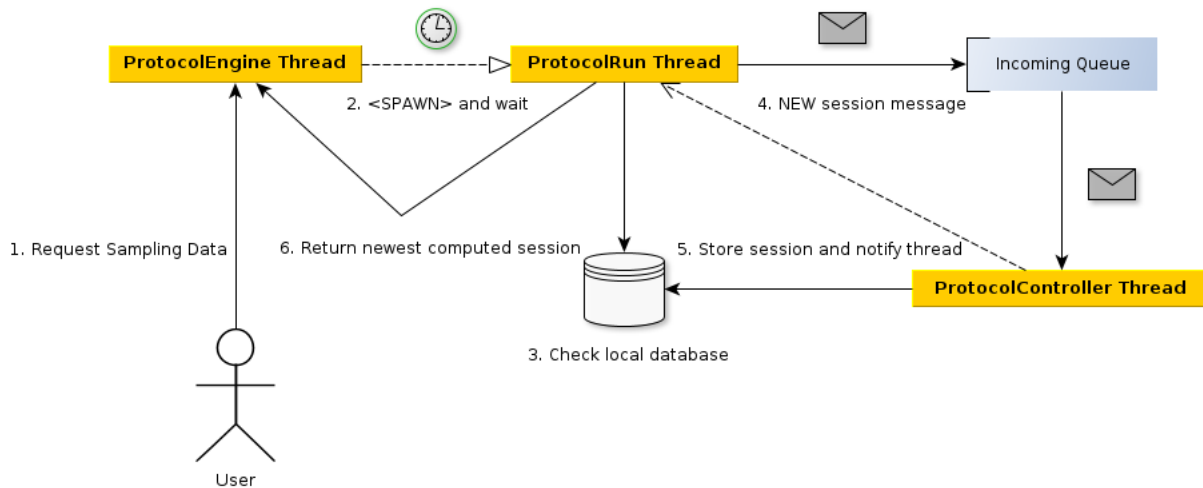 ProtocolEngine Thread
ProtocolRun Thread
Incoming Queue
2. <SPAWN> and wait
4. NEW session message
1. Request Sampling Data
6. Return newest computed session
5. Store session and notify thread
ProtocolController Thread
3. Check local database
User